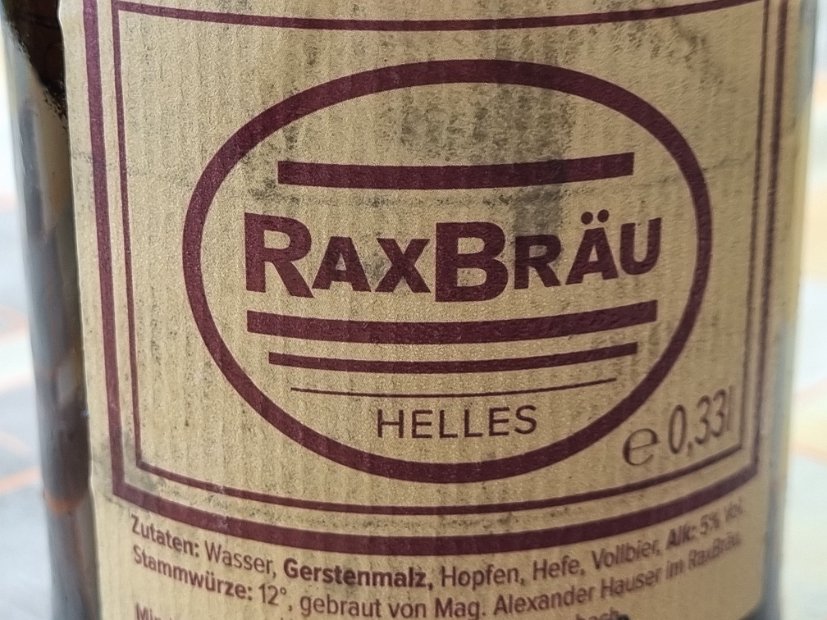 RAXBRÄU
HELLES
℮ 0,33l
Zutaten: Wasser, Gerstenmalz, Hopfen, Hefe, Vollbier, Alk: 5% Vol.
Stammwürze: 12°, gebraut von Mag. Alexander Hauser im RaxBräu